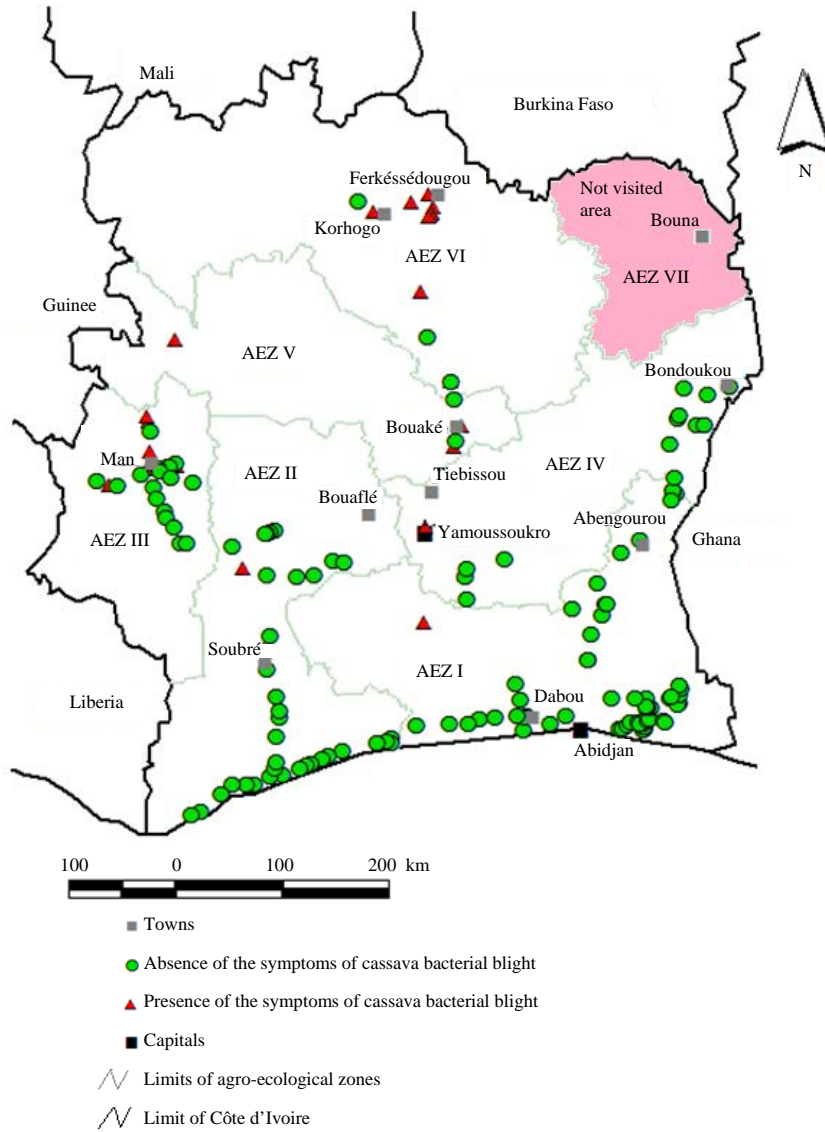 Mali
Burkina Faso
N
Ferkéssédougou
Not visited
area
Korhogo
Bouna
AEZ VI
AEZ VII
Guinee
AEZ V
Bondoukou
Bouaké
Man
AEZ II
Tiebissou
AEZ IV
Bouaflé
Abengourou
AEZ III
Yamoussoukro
Ghana
Soubré
AEZ I
Liberia
Dabou
Abidjan
100 0 100 200 km
Towns
Absence of the symptoms of cassava bacterial blight
Presence of the symptoms of cassava bacterial blight
Capitals
Limits of agro-ecological zones
Limit of Côte d'Ivoire